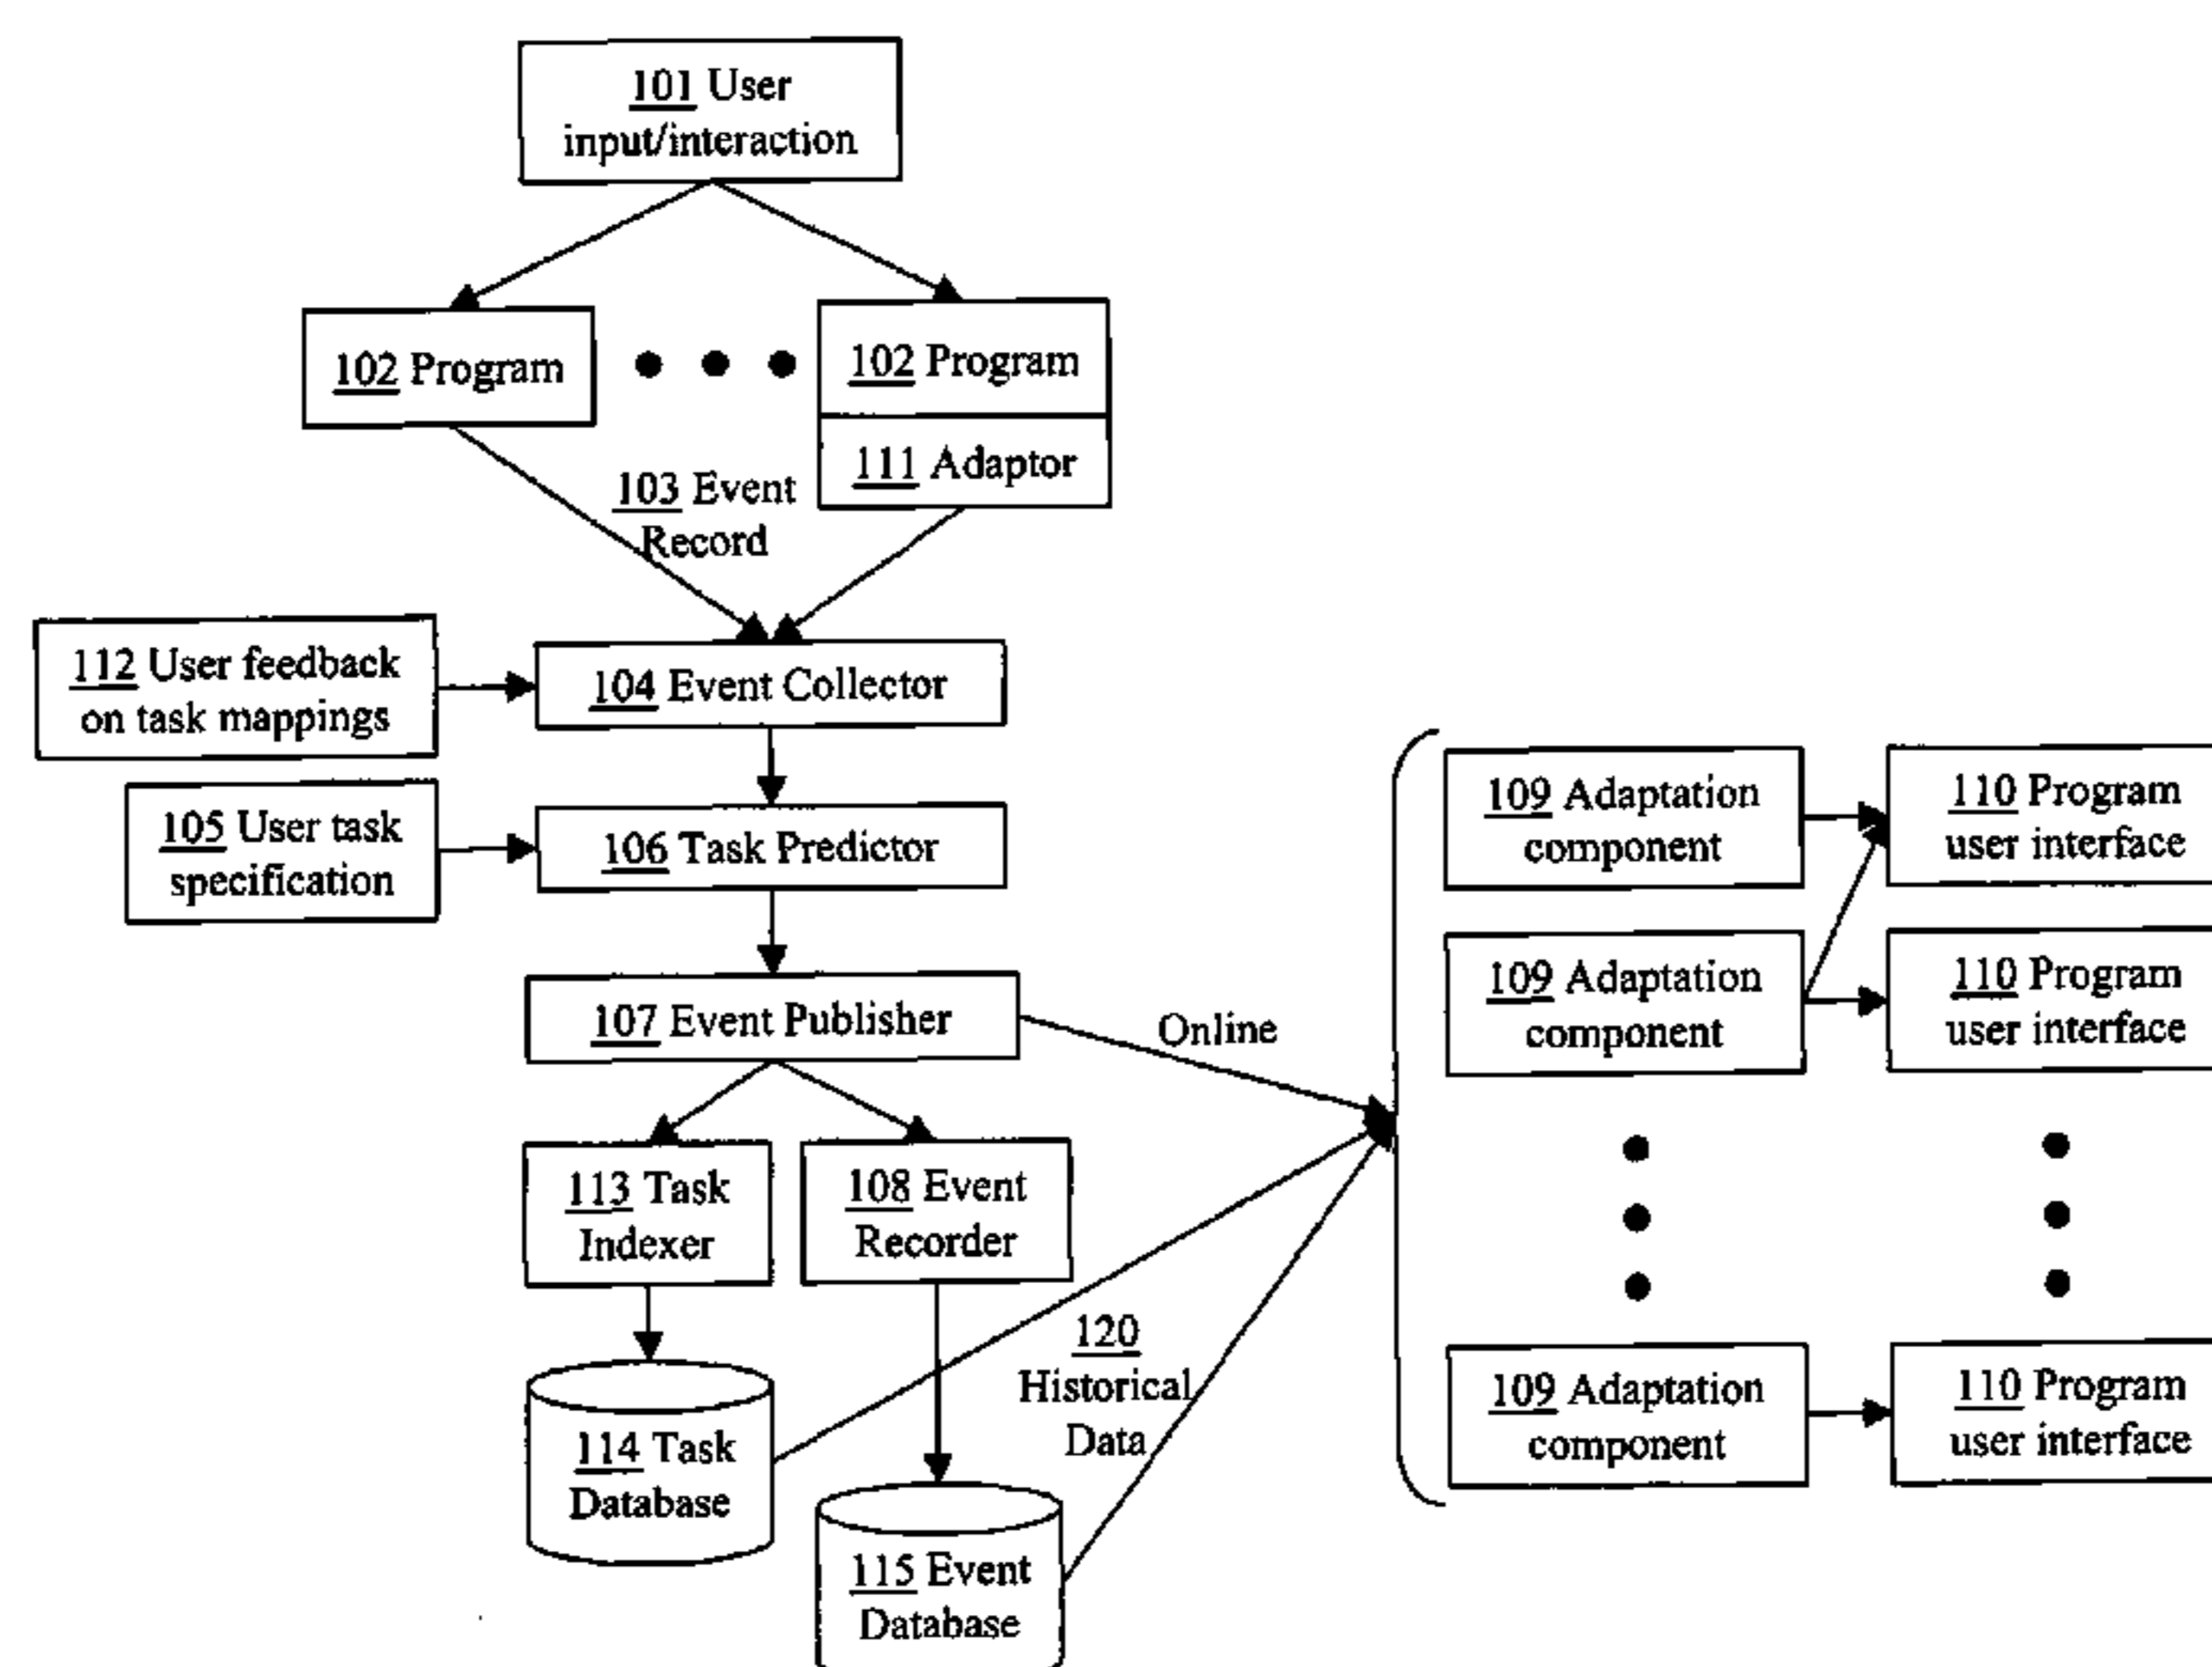 101 User
input/interaction
102 Program
102 Program
111 Adaptor
103 Event
Record
112 User feedback
on task mappings
104 Event Collector
105 User task
specification
106 Task Predictor
107 Event Publisher
Online
113 Task
Indexer
108 Event
Recorder
114 Task
Database
115 Event
Database
120
Historical
Data
109 Adaptation
component
110 Program
user interface
109 Adaptation
component
110 Program
user interface
109 Adaptation
component
110 Program
user interface